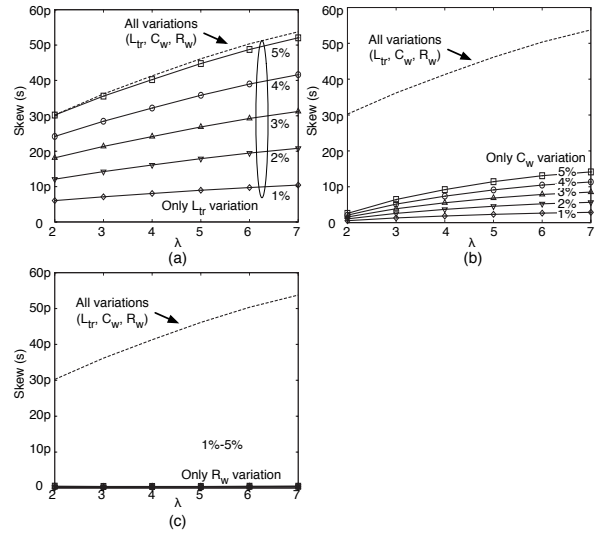 60p
50p
40p
30p
20p
10p
0
Skew (s)
All variations
(Ltr, Cw, Rw)
5%
4%
3%
2%
1%
Only Ltr variation
2 3 4 5 6 7
λ
(a)
60p
50p
40p
30p
20p
10p
0
Skew (s)
All variations
(Ltr, Cw, Rw)
Only Cw variation
5%
4%
3%
2%
1%
2 3 4 5 6 7
λ
(b)
60p
50p
40p
30p
20p
10p
0
Skew (s)
All variations
(Ltr, Cw, Rw)
1%-5%
Only Rw variation
2 3 4 5 6 7
λ
(c)